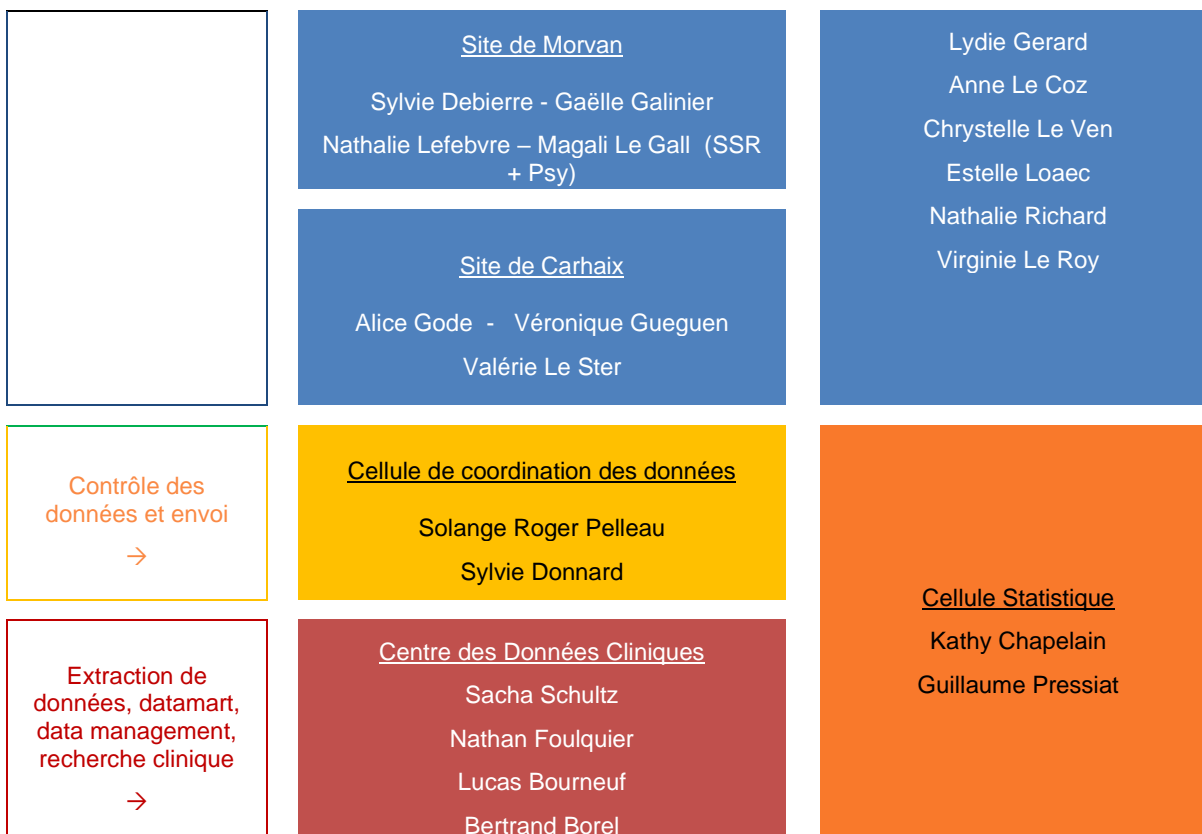 Site de Morvan
Sylvie Debierre - Gaëlle Galinier
Nathalie Lefebvre – Magali Le Gall (SSR
+ Psy)
Site de Carhaix
Alice Gode - Véronique Gueguen
Valérie Le Ster
Lydie Gerard
Anne Le Coz
Chrystelle Le Ven
Estelle Loaec
Nathalie Richard
Virginie Le Roy
Contrôle des
données et envoi
→
Cellule de coordination des données
Solange Roger Pelleau
Sylvie Donnard
Extraction de
données, datamart,
data management,
recherche clinique
→
Centre des Données Cliniques
Sacha Schultz
Nathan Foulquier
Lucas Bourneuf
Bertrand Borel
Cellule Statistique
Kathy Chapelain
Guillaume Pressiat